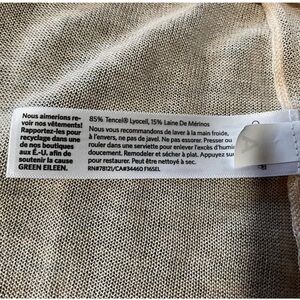 Nous aimerions re-
voir nos vêtements!
Rapportez-les pour
recyclage dans une
de nos boutiques
aux É.-U. afin de
soutenir la cause
GREEN EILEEN.
85% Tencel® Lyocell, 15% Laine De Mérinos
Nous vous recommandons de laver à la main froide,
à l'envers, ne pas de javel. Ne pas essorer. Presser ou
rouler dans une serviette pour enlever l'excès d'humi
doucement. Remodeler et sécher à plat. Appuyez su
pour restaurer. Peut être nettoyé à sec.
RN#78121/CA#34460 F16SEL